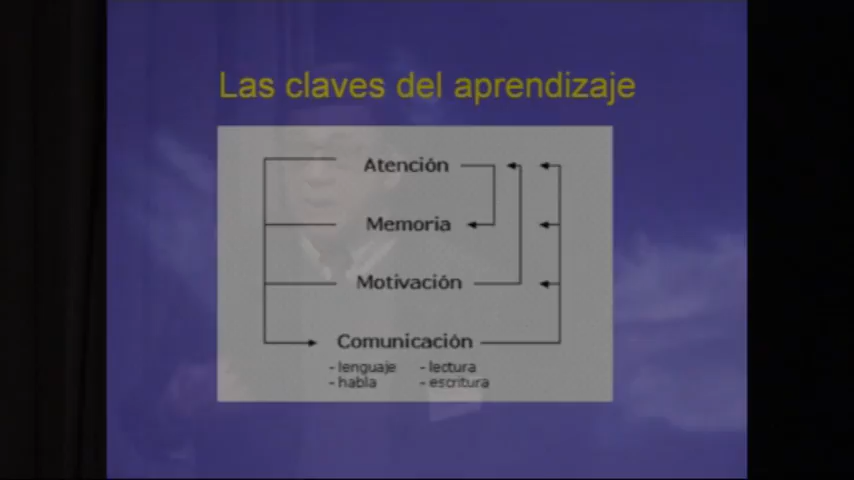 Las claves del aprendizaje
Atención
Memoria
Motivación
Comunicación
- lenguaje - lectura
- habla - escritura